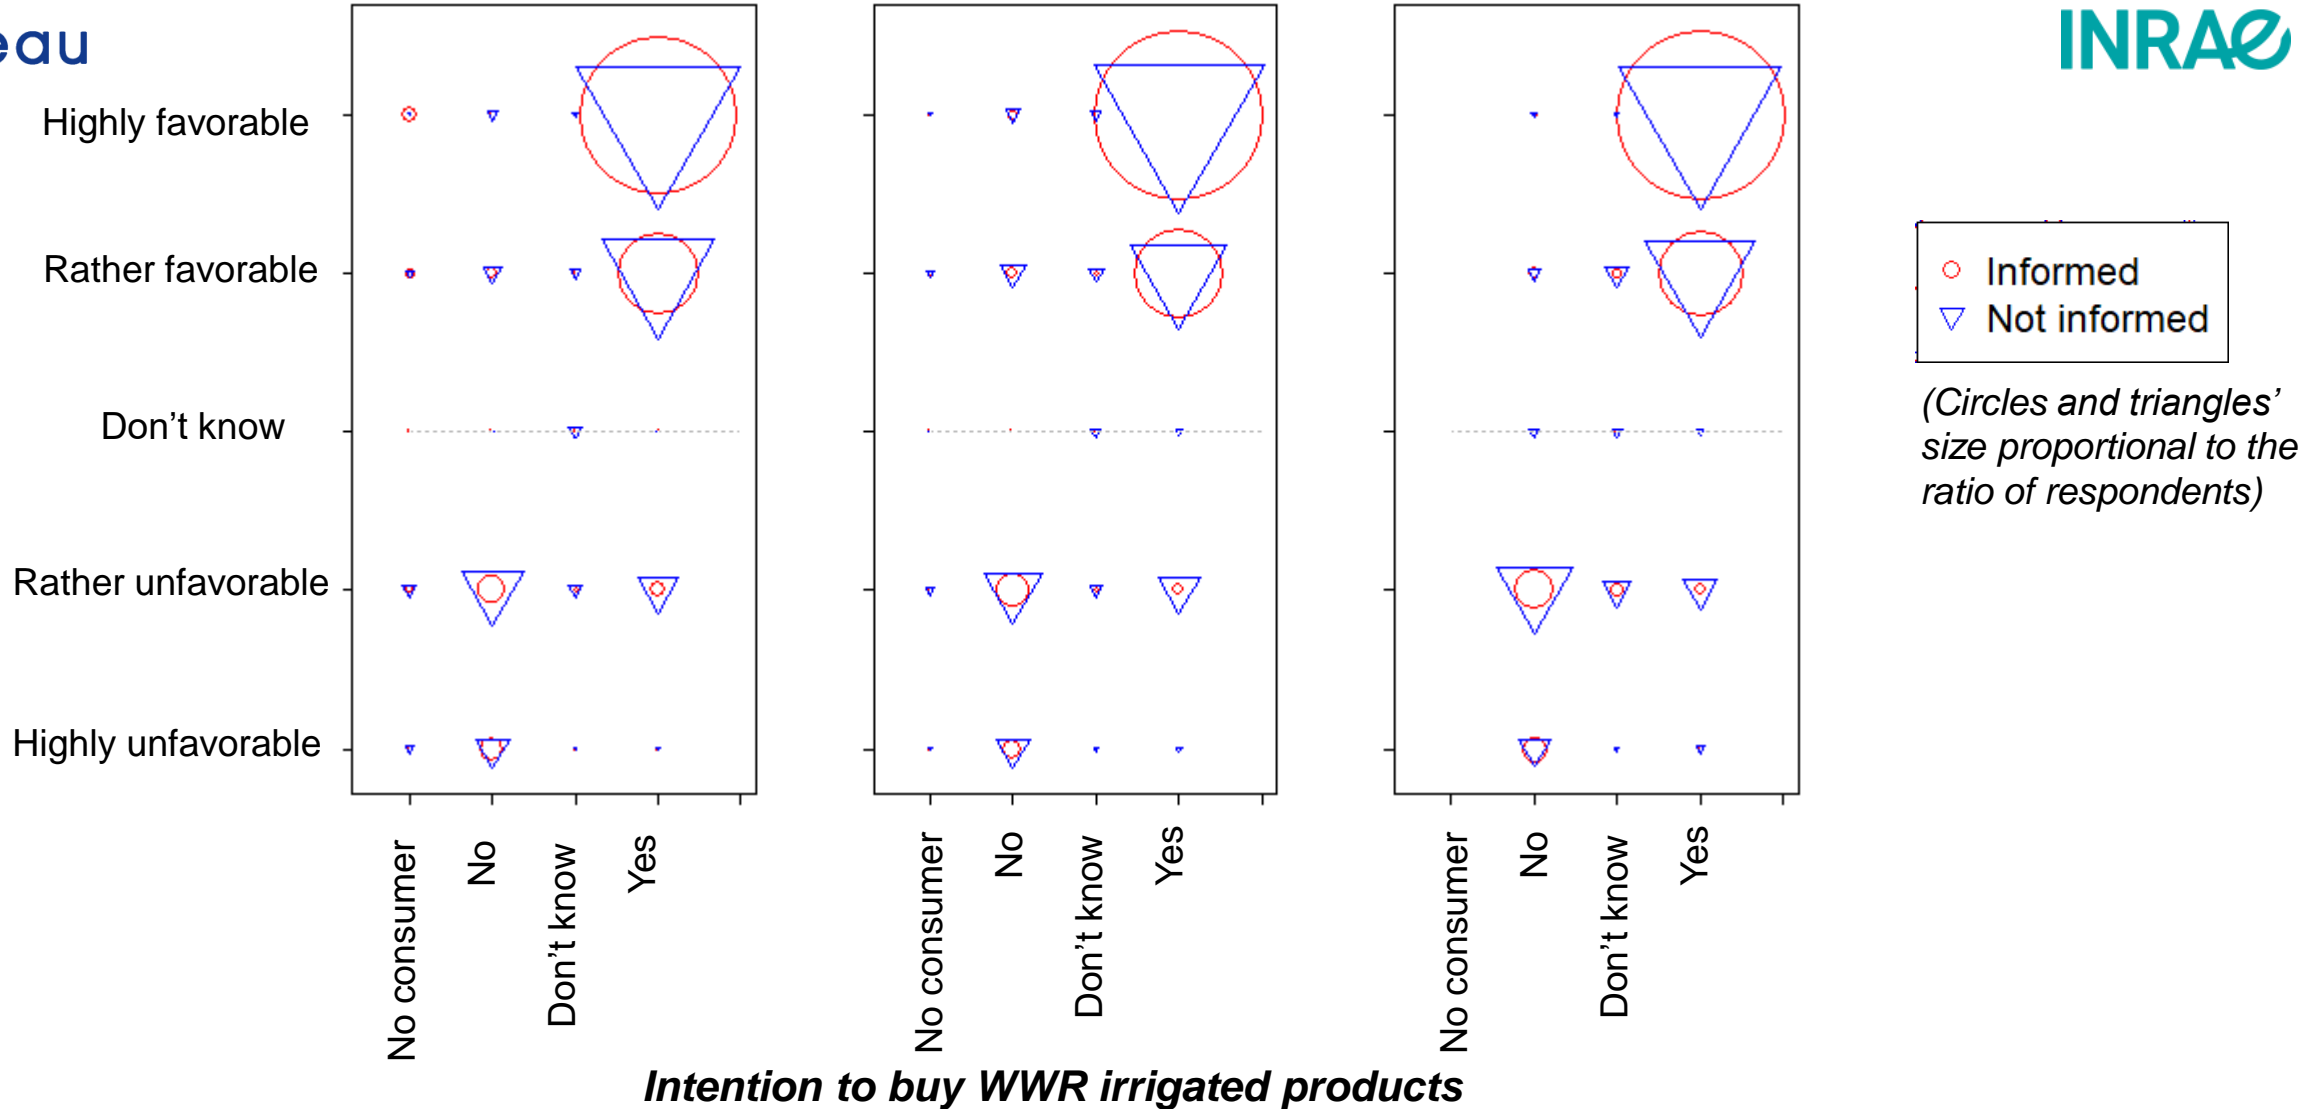 eau
INRAE
Highly favorable
Rather favorable
Don't know
Rather unfavorable
Highly unfavorable
Informed
Not informed
(Circles and triangles'
size proportional to the
ratio of respondents)
No consumer
No
Don't know
Yes
No consumer
No
Don't know
Yes
No consumer
No
Don't know
Yes
Intention to buy WWR irrigated products